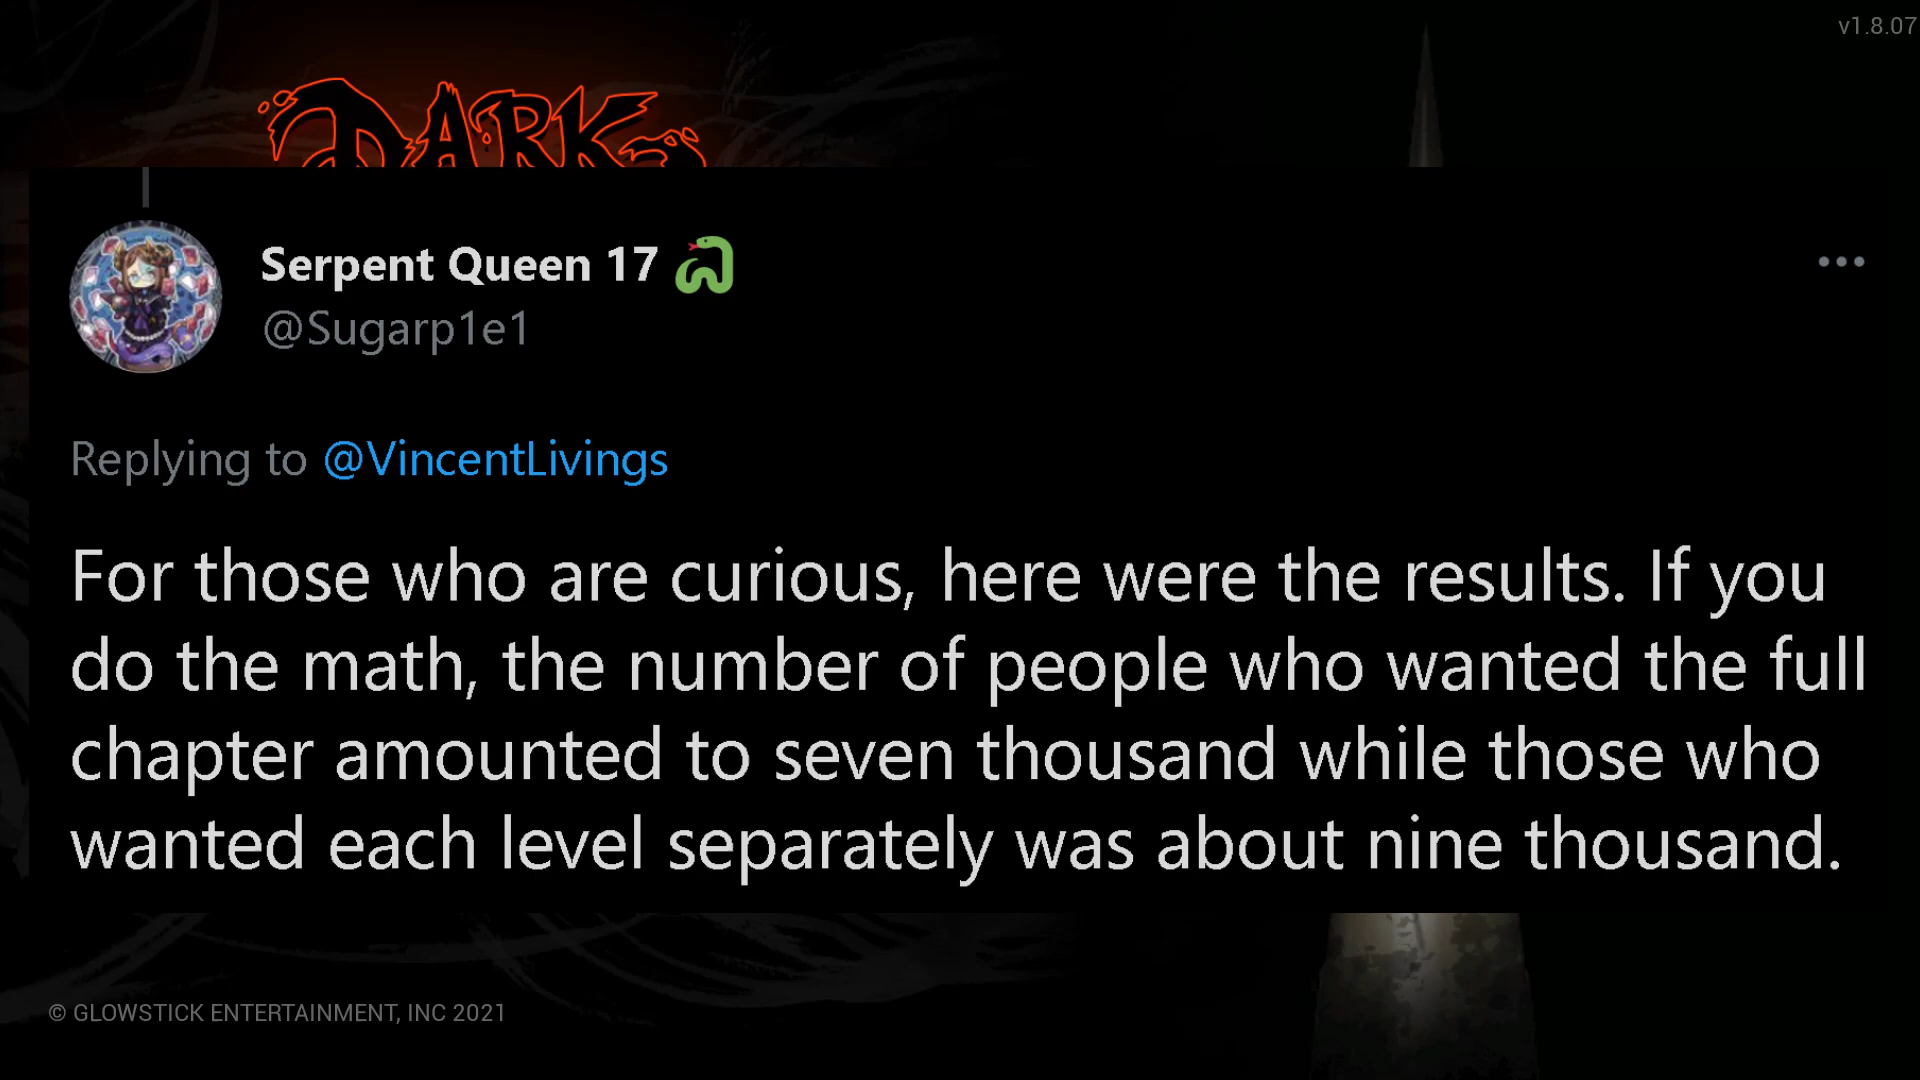 v1.8.07
DARK
Serpent Queen 17 🐍
@Sugarp1e1
Replying to @VincentLivings
For those who are curious, here were the results. If you
do the math, the number of people who wanted the full
chapter amounted to seven thousand while those who
wanted each level separately was about nine thousand.
© GLOWSTICK ENTERTAINMENT, INC 2021